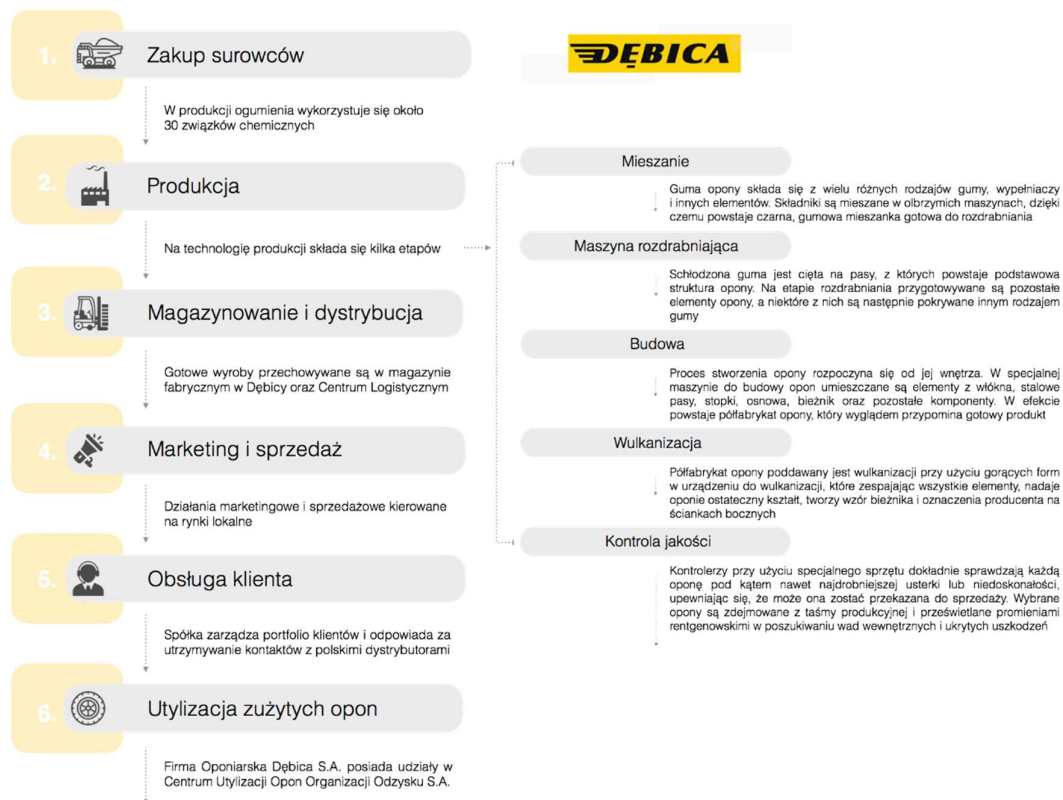 1.
Zakup surowców
W produkcji ogumienia wykorzystuje się około
30 związków chemicznych
2.
Produkcja
Na technologię produkcji składa się kilka etapów
3.
Magazynowanie i dystrybucja
Gotowe wyroby przechowywane są w magazynie
fabrycznym w Dębicy oraz Centrum Logistycznym
4.
Marketing i sprzedaż
Działania marketingowe i sprzedażowe kierowane
na rynki lokalne
5.
Obsługa klienta
Spółka zarządza portfolio klientów i odpowiada za
utrzymywanie kontaktów z polskimi dystrybutorami
6.
Utylizacja zużytych opon
Firma Oponiarska Dębica S.A. posiada udziały w
Centrum Utylizacji Opon Organizacji Odzysku S.A.
DĘBICA
Mieszanie
Guma opony składa się z wielu różnych rodzajów gumy, wypełniaczy
i innych elementów. Składniki są mieszane w olbrzymich maszynach, dzięki
czemu powstaje czarna, gumowa mieszanka gotowa do rozdrabniania
Maszyna rozdrabniająca
Schłodzona guma jest cięta na pasy, z których powstaje podstawowa
struktura opony. Na etapie rozdrabniania przygotowywane są pozostałe
elementy opony, a niektóre z nich są następnie pokrywane innym rodzajem
gumy
Budowa
Proces stworzenia opony rozpoczyna się od jej wnętrza. W specjalnej
maszynie do budowy opon umieszczane są elementy z włókna, stalowe
pasy, stopki, osnowa, bieżnik oraz pozostałe komponenty. W efekcie
powstaje półfabrykat opony, który wyglądem przypomina gotowy produkt
Wulkanizacja
Półfabrykat opony poddawany jest wulkanizacji przy użyciu gorących form
w urządzeniu do wulkanizacji, które zespajając wszystkie elementy, nadaje
oponie ostateczny kształt, tworzy wzór bieżnika i oznaczenia producenta na
ściankach bocznych
Kontrola jakości
Kontrolerzy przy użyciu specjalnego sprzętu dokładnie sprawdzają każdą
oponę pod kątem nawet najdrobniejszej usterki lub niedoskonałości,
upewniając się, że może ona zostać przekazana do sprzedaży. Wybrane
opony są zdejmowane z taśmy produkcyjnej i prześwietlane promieniami
rentgenowskimi w poszukiwaniu wad wewnętrznych i ukrytych uszkodzeń